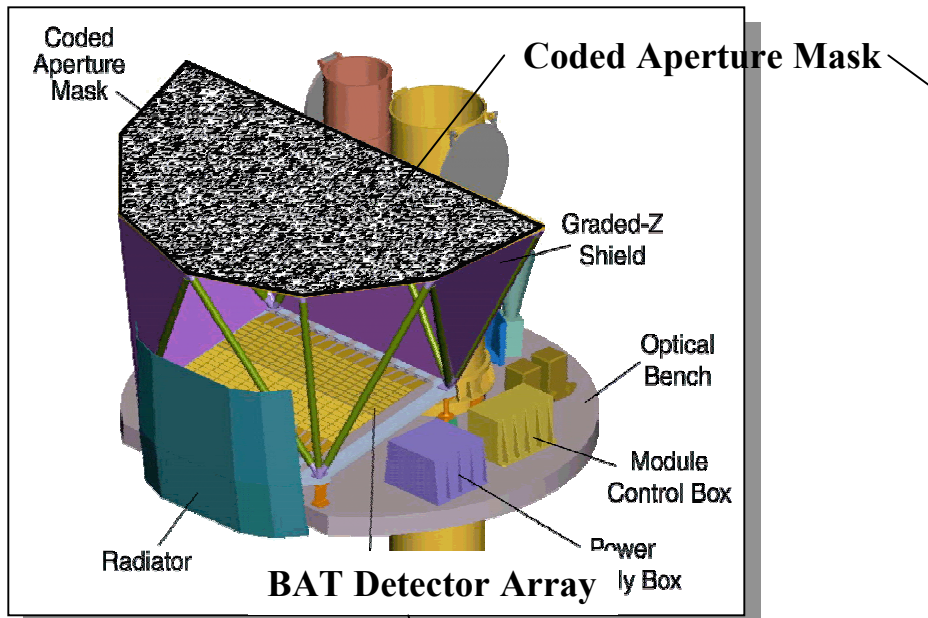 Coded
Aperture
Mask
Coded Aperture Mask
Graded-Z
Shield
Optical
Bench
Module
Control Box
Radiator
Power
ly Box
BAT Detector Array